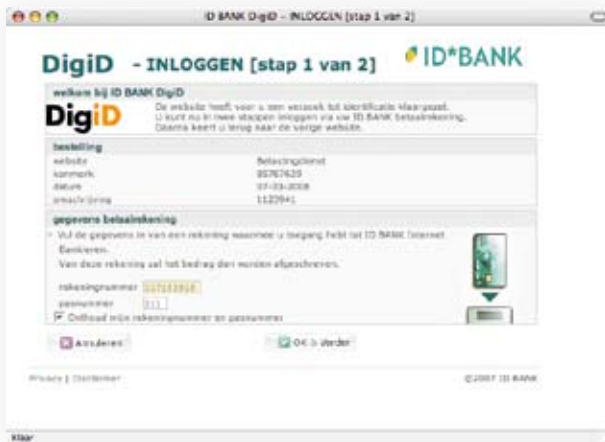 ID BANK DigiD - INLOGGEN [stap 1 van 2]
DigiD - INLOGGEN [stap 1 van 2]
ID*BANK
welkom bij ID BANK DigiD
DigiD
De website heeft voor u een verzoek tot identificatie klaargezet.
U kunt nu in twee stappen inloggen via uw ID BANK betaalrekening.
Daarna keert u terug naar de vorige website.
bestelling
website Belastingdienst
kenmerk 05767629
datum 07-03-2008
omschrijving 1123941
gegevens betaalrekening
Vul de gegevens in van een rekening waarmee u toegang hebt tot ID BANK Internet
Bankieren.
Van deze rekening zal het bedrag dan worden afgeschreven.
rekeningnummer
pasnummer
Onthoud mijn rekeningnummer en pasnummer
Annuleren
OK > Verder
Privacy | Disclaimer
©2007 ID BANK
Klaar